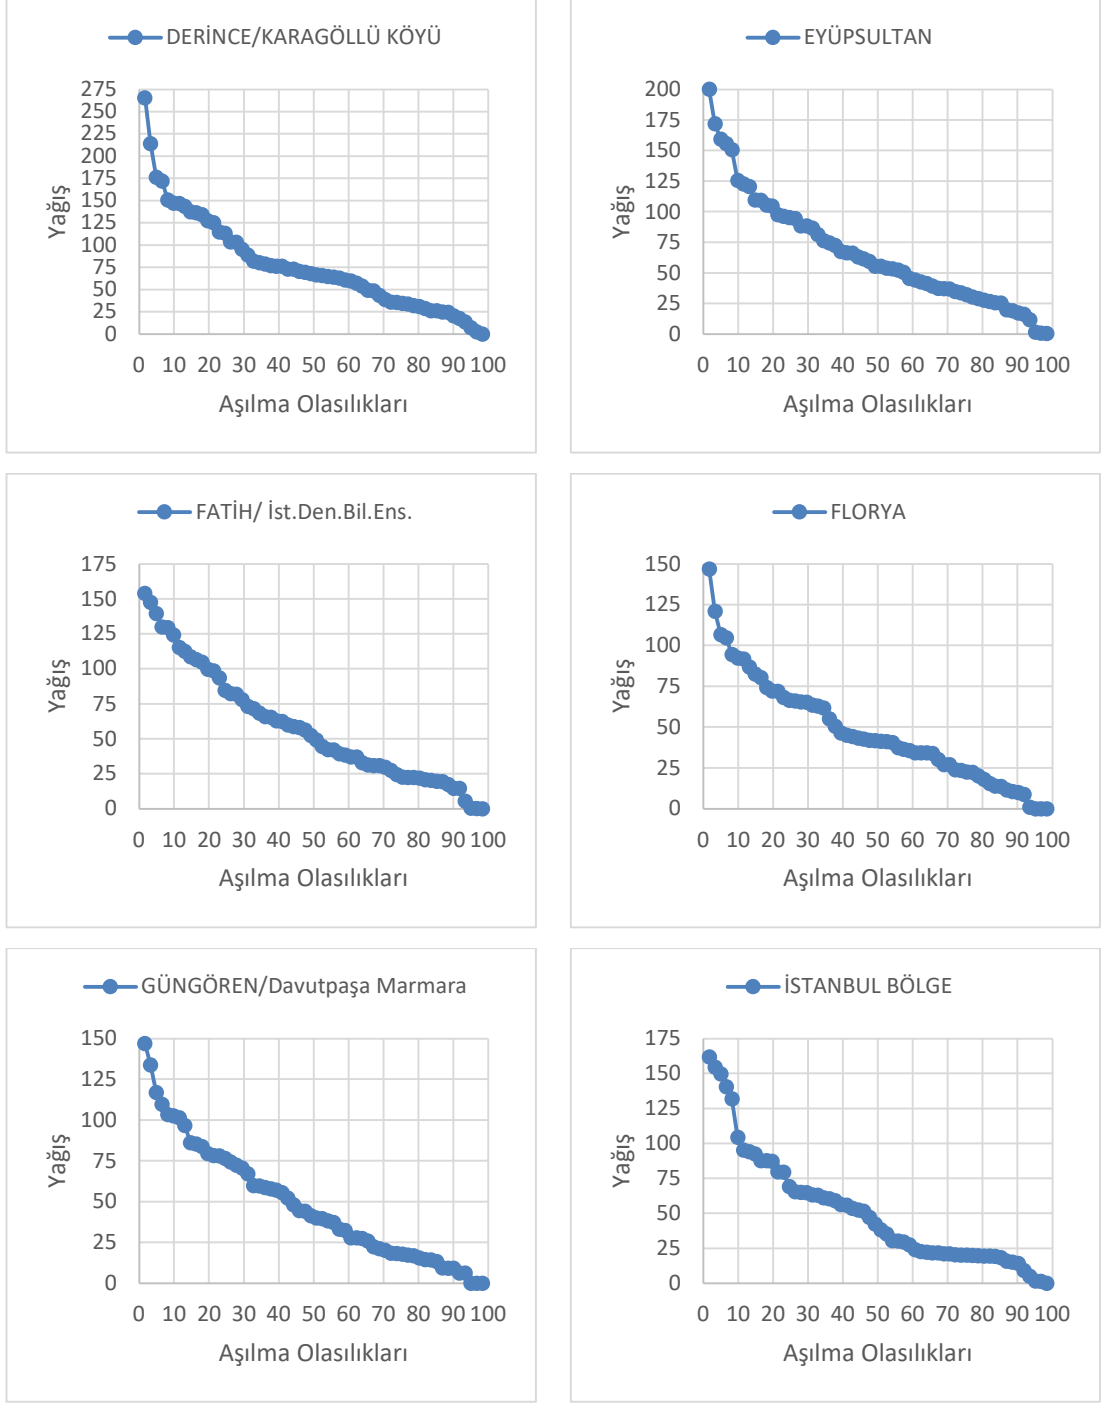 DERİNCE/KARAGÖLLÜ KÖYÜ
275
250
225
200
175
150
125
100
75
50
25
0
Yağış
0 10 20 30 40 50 60 70 80 90 100
Aşılma Olasılıkları
EYÜPSULTAN
200
175
150
125
100
75
50
25
0
Yağış
0 10 20 30 40 50 60 70 80 90 100
Aşılma Olasılıkları
FATİH/ İst.Den.Bil.Ens.
175
150
125
100
75
50
25
0
Yağış
0 10 20 30 40 50 60 70 80 90 100
Aşılma Olasılıkları
FLORYA
150
125
100
75
50
25
0
Yağış
0 10 20 30 40 50 60 70 80 90 100
Aşılma Olasılıkları
GÜNGÖREN/Davutpaşa Marmara
150
125
100
75
50
25
0
Yağış
0 10 20 30 40 50 60 70 80 90 100
Aşılma Olasılıkları
İSTANBUL BÖLGE
175
150
125
100
75
50
25
0
Yağış
0 10 20 30 40 50 60 70 80 90 100
Aşılma Olasılıkları